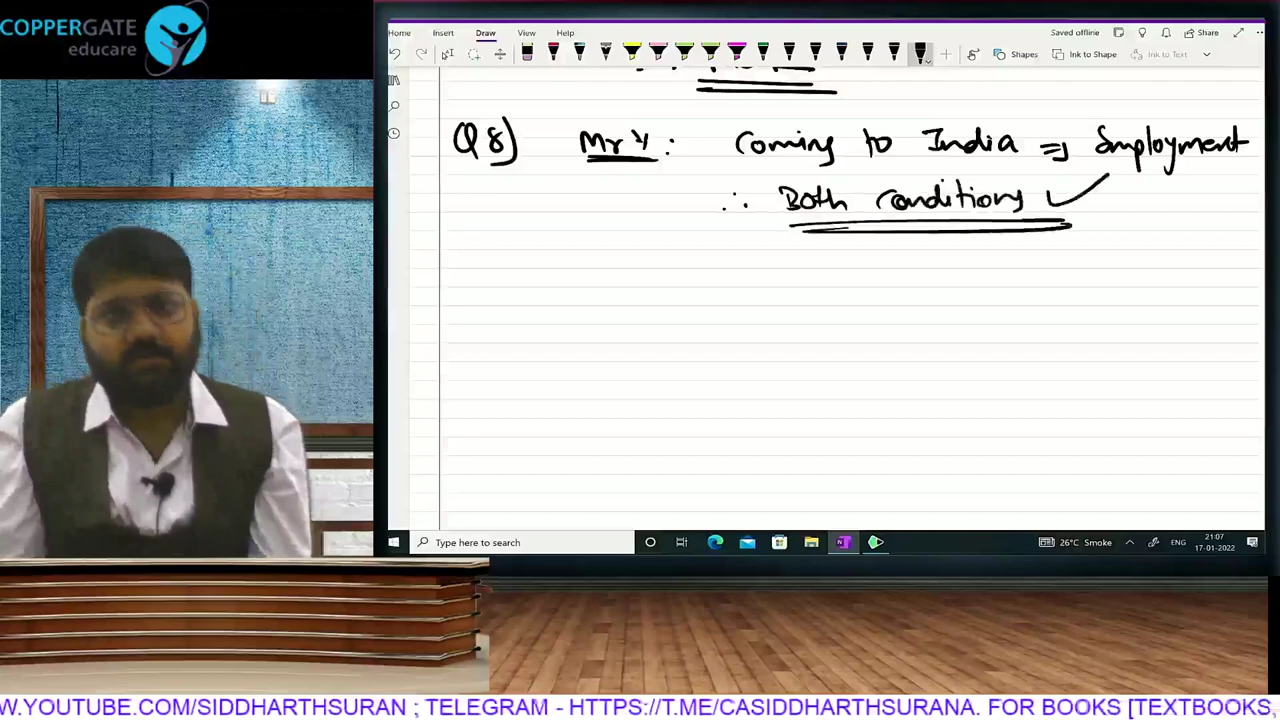 COPPERGATE
educare
Home Insert Draw View Help
Saved offline
Share
Shapes
Ink to Shape
Ink to Text
Q 8] Mr Y : Coming to India ⇒ Employment
∴ Both conditions ✓
Type here to search
26°C Smoke
ENG
21:07
17-01-2022
W.YOUTUBE.COM/SIDDHARTHSURAN ; TELEGRAM - HTTPS://T.ME/CASIDDHARTHSURANA. FOR BOOKS [TEXTBOOKS,